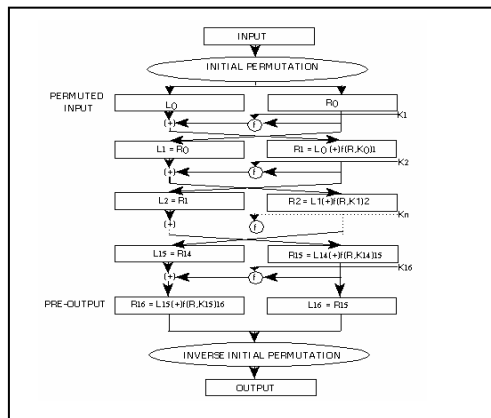 INPUT
INITIAL PERMUTATION
PERMUTED
INPUT
L0
R0
K1
(+)
f
L1 = R0
R1 = L0 (+)f(R,K0)1
K2
(+)
f
L2 = R1
R2 = L1(+)f(R,K1)2
Kn
(+)
f
L15 = R14
R15 = L14(+)f(R,K14)15
K16
(+)
f
PRE-OUTPUT
R16 = L15(+)f(R,K15)16
L16 = R15
INVERSE INITIAL PERMUTATION
OUTPUT